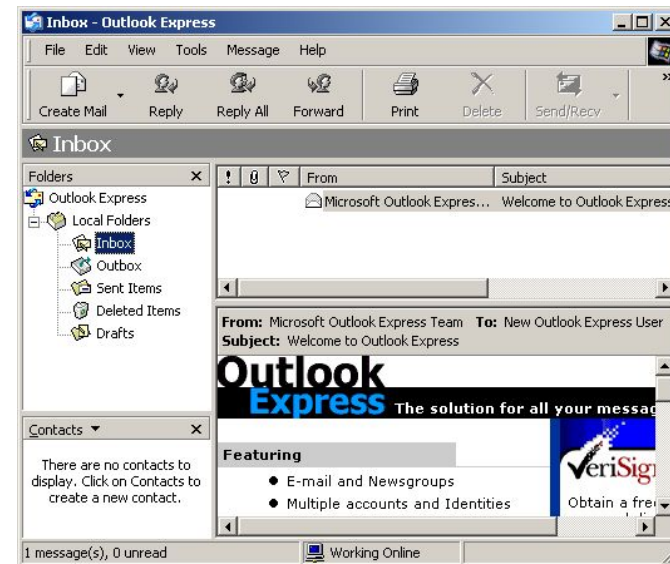 Inbox - Outlook Express
File Edit View Tools Message Help
Create Mail Reply Reply All Forward Print Delete Send/Recv »
Inbox
Folders
Outlook Express
Local Folders
Inbox
Outbox
Sent Items
Deleted Items
Drafts
Contacts
There are no contacts to
display. Click on Contacts to
create a new contact.
! From Subject
Microsoft Outlook Expres... Welcome to Outlook Express
From: Microsoft Outlook Express Team To: New Outlook Express User
Subject: Welcome to Outlook Express
Outlook
Express The solution for all your messag
Featuring
● E-mail and Newsgroups
● Multiple accounts and Identities
VeriSig
Obtain a fre
1 message(s), 0 unread Working Online